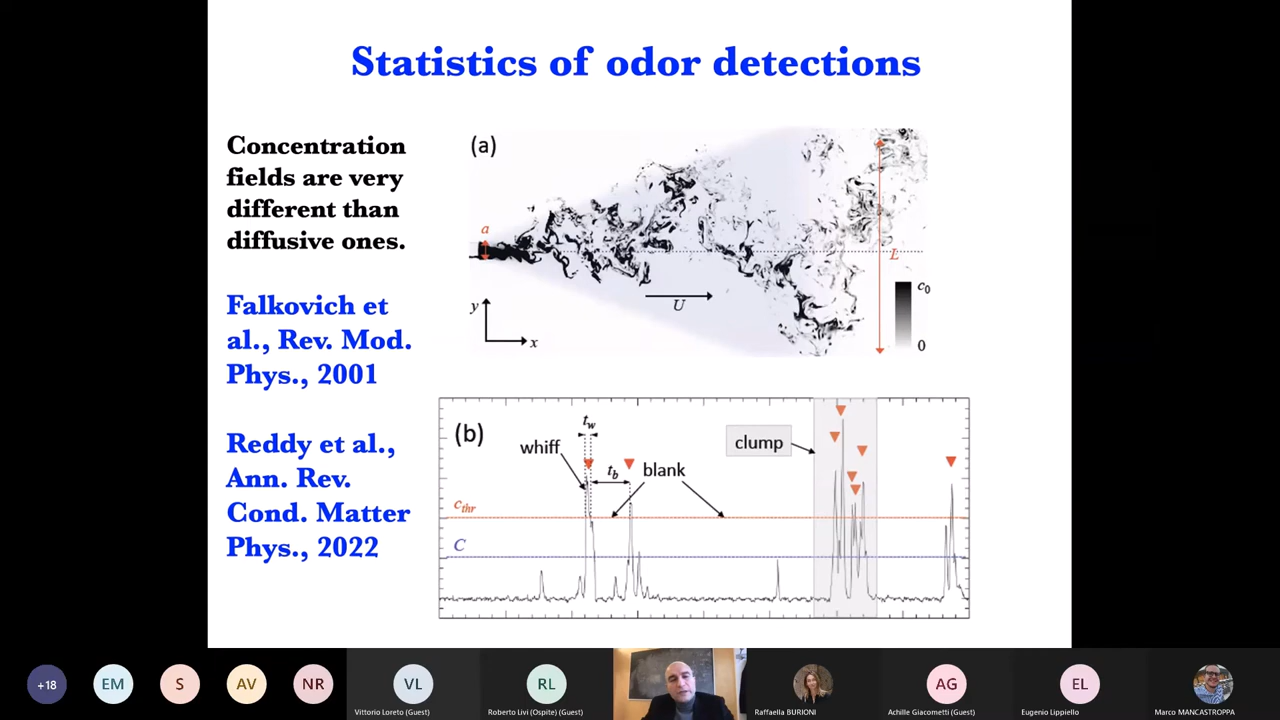 Statistics of odor detections
Concentration
fields are very
different than
diffusive ones.
Falkovich et
al., Rev. Mod.
Phys., 2001
Reddy et al.,
Ann. Rev.
Cond. Matter
Phys., 2022
(a)
a
L
U
y
x
c0
0
(b)
tw
whiff
tb
blank
clump
cthr
C
+18
EM
S
AV
NR
VL
Vittorio Loreto (Guest)
RL
Roberto Livi (Ospite) (Guest)
Raffaella BURIONI
AG
Achille Giacometti (Guest)
EL
Eugenio Lippiello
Marco MANCASTROPPA